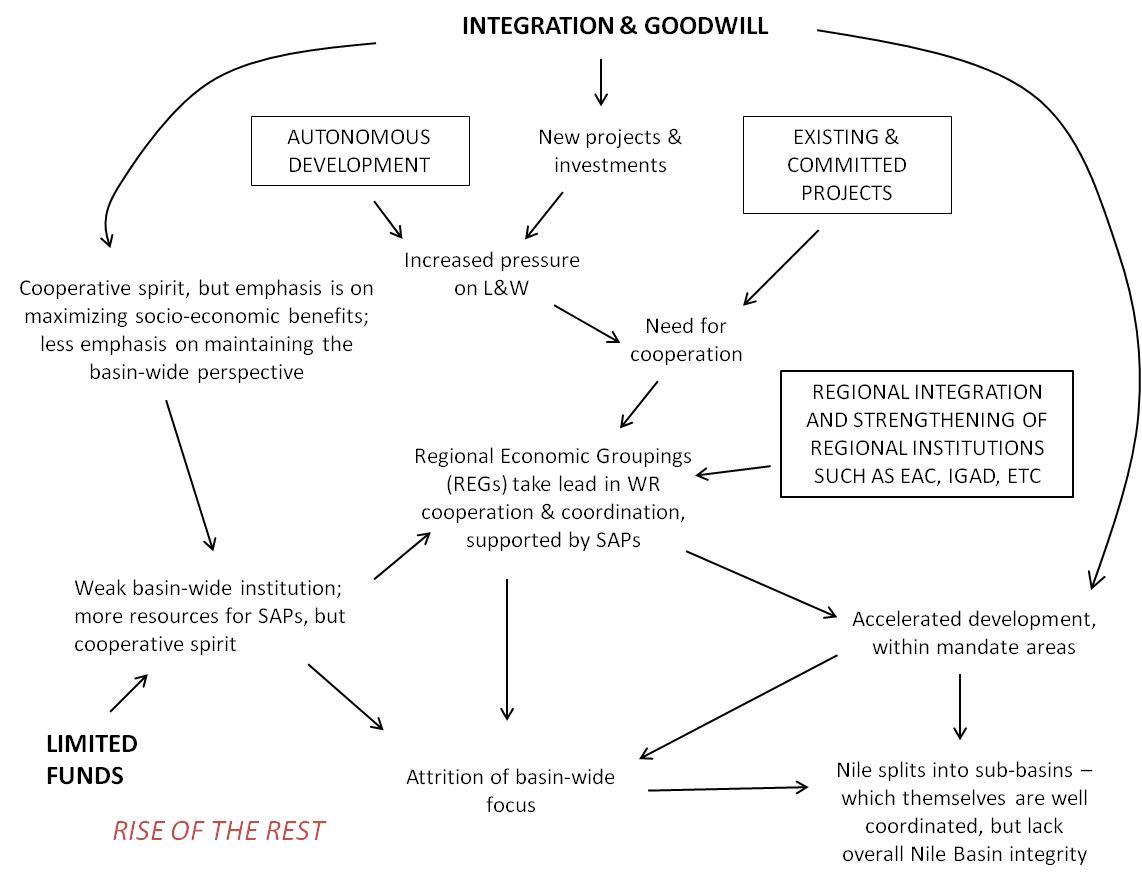 INTEGRATION & GOODWILL
AUTONOMOUS
DEVELOPMENT
New projects &
investments
EXISTING &
COMMITTED
PROJECTS
Increased pressure
on L&W
Cooperative spirit, but emphasis is on
maximizing socio-economic benefits;
less emphasis on maintaining the
basin-wide perspective
Need for
cooperation
REGIONAL INTEGRATION
AND STRENGTHENING OF
REGIONAL INSTITUTIONS
SUCH AS EAC, IGAD, ETC
Regional Economic Groupings
(REGs) take lead in WR
cooperation & coordination,
supported by SAPs
Weak basin-wide institution;
more resources for SAPs, but
cooperative spirit
Accelerated development,
within mandate areas
LIMITED
FUNDS
Attrition of basin-wide
focus
Nile splits into sub-basins –
which themselves are well
coordinated, but lack
overall Nile Basin integrity
RISE OF THE REST